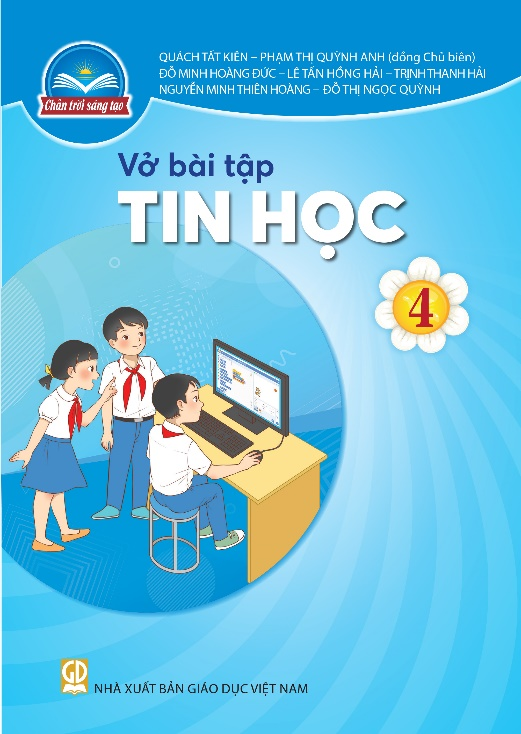 QUÁCH TẤT KIÊN – PHẠM THỊ QUỲNH ANH (đồng Chủ biên)
ĐỖ MINH HOÀNG ĐỨC – LÊ TẤN HỒNG HẢI – TRỊNH THANH HẢI
NGUYỄN MINH THIÊN HOÀNG – ĐỖ THỊ NGỌC QUỲNH
Chân trời sáng tạo
Vở bài tập
TIN HỌC
4
GD
NHÀ XUẤT BẢN GIÁO DỤC VIỆT NAM